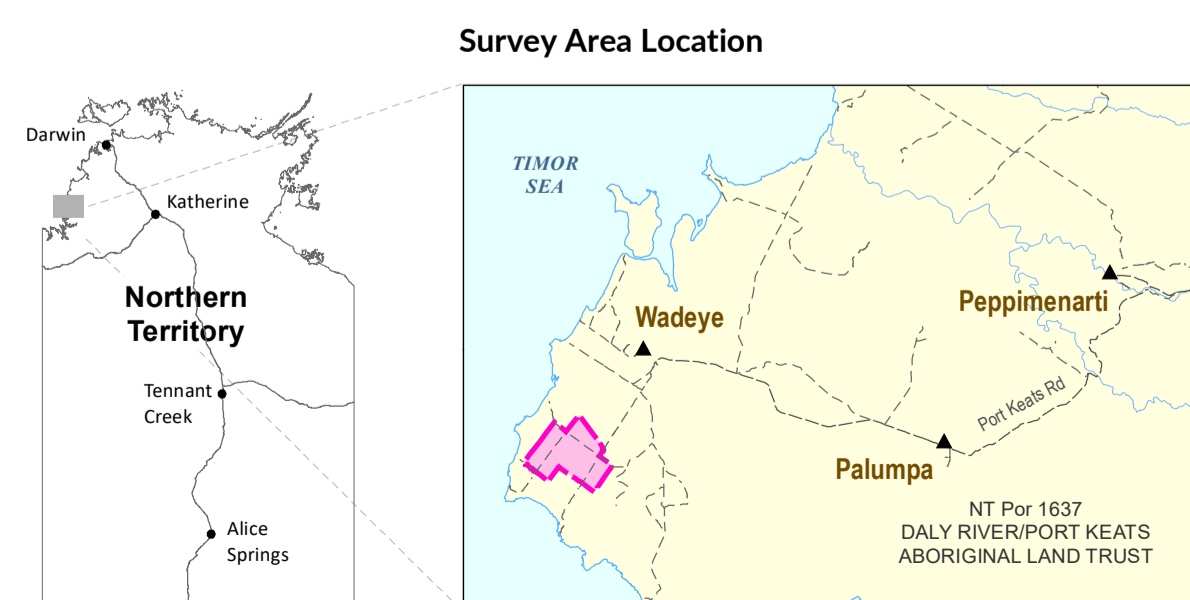 Survey Area Location
Darwin
Katherine
Northern
Territory
Tennant
Creek
Alice
Springs
TIMOR
SEA
Wadeye
Peppimenarti
Port Keats Rd
Palumpa
NT Por 1637
DALY RIVER/PORT KEATS
ABORIGINAL LAND TRUST